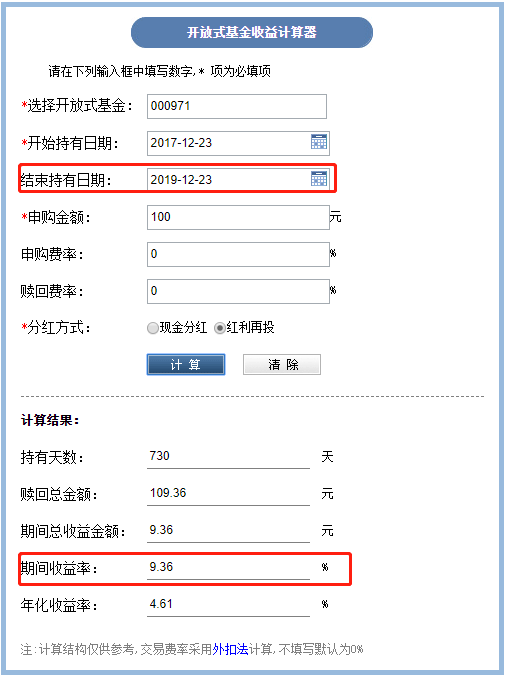 开放式基金收益计算器
请在下列输入框中填写数字,* 项为必填项
*选择开放式基金: 000971
*开始持有日期: 2017-12-23
结束持有日期: 2019-12-23
*申购金额: 100 元
申购费率: 0 %
赎回费率: 0 %
*分红方式: 现金分红 红利再投
计 算 清 除
计算结果:
持有天数: 730 天
赎回总金额: 109.36 元
期间总收益金额: 9.36 元
期间收益率: 9.36 %
年化收益率: 4.61 %
注:计算结构仅供参考,交易费率采用外扣法计算,不填写默认为0%